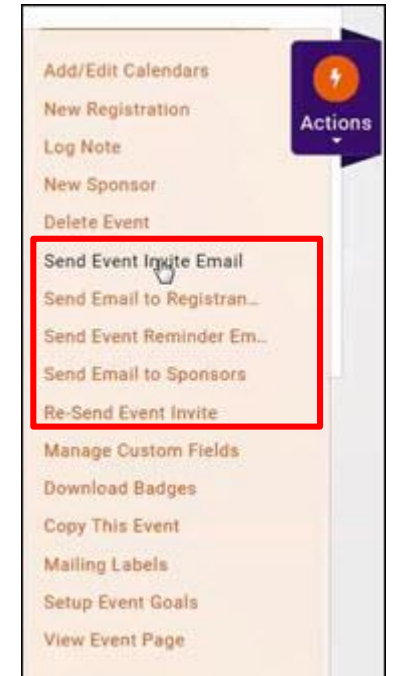 Add/Edit Calendars
Actions
New Registration
Log Note
New Sponsor
Delete Event
Send Event Invite Email
Send Email to Registran...
Send Event Reminder Em...
Send Email to Sponsors
Re-Send Event Invite
Manage Custom Fields
Download Badges
Copy This Event
Mailing Labels
Setup Event Goals
View Event Page